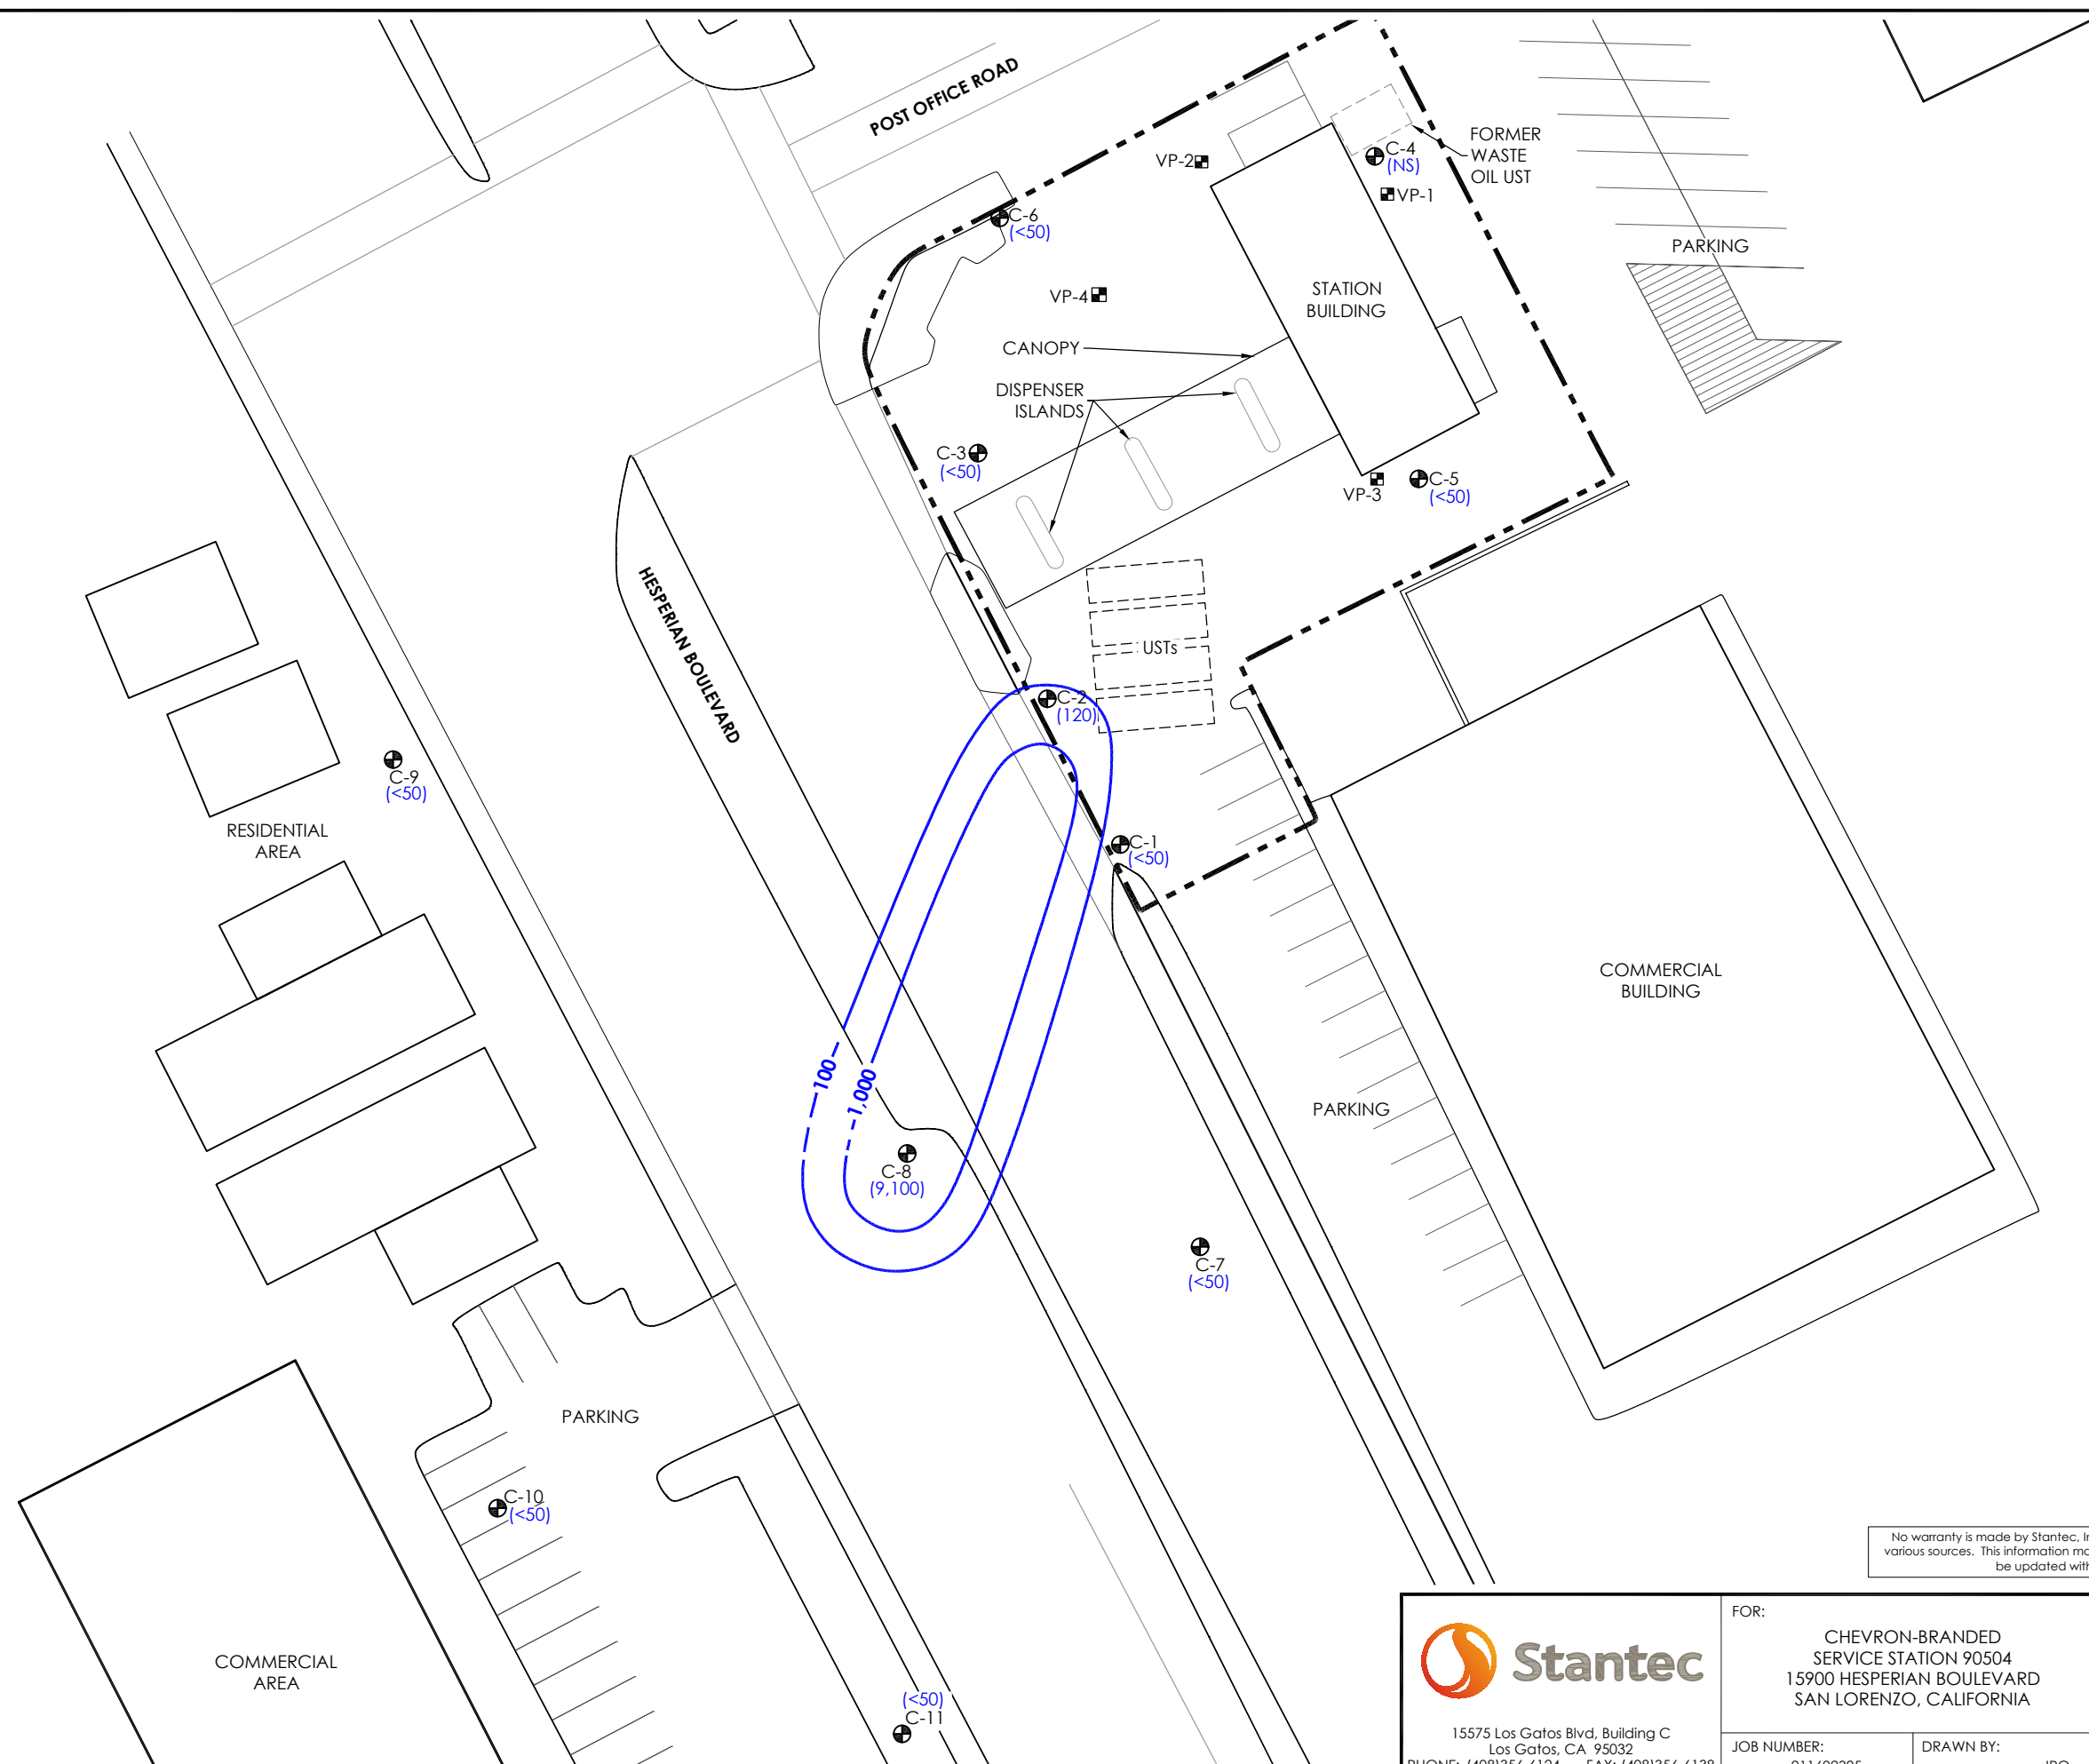 POST OFFICE ROAD
FORMER
WASTE
OIL UST
C-4
(NS)
VP-2
VP-1
C-6
(<50)
PARKING
STATION
BUILDING
VP-4
CANOPY
DISPENSER
ISLANDS
C-3
(<50)
C-5
(<50)
VP-3
HESPERIAN BOULEVARD
USTs
C-2
(120)
C-9
(<50)
RESIDENTIAL
AREA
C-1
(<50)
COMMERCIAL
BUILDING
100
1,000
PARKING
C-8
(9,100)
C-7
(<50)
PARKING
C-10
(<50)
COMMERCIAL
AREA
(<50)
C-11
No warranty is made by Stantec,
various sources. This information
be updated
Stantec
15575 Los Gatos Blvd, Building C
Los Gatos, CA 95032
FOR:
CHEVRON-BRANDED
SERVICE STATION 90504
15900 HESPERIAN BOULEVARD
SAN LORENZO, CALIFORNIA
JOB NUMBER:
DRAWN BY: